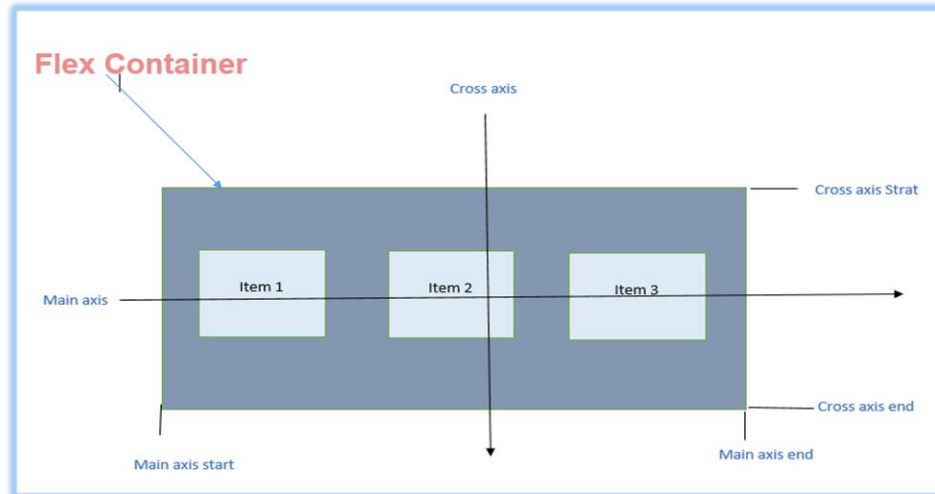 Flex Container
Cross axis
Cross axis Strat
Item 1
Item 2
Item 3
Main axis
Cross axis end
Main axis start
Main axis end